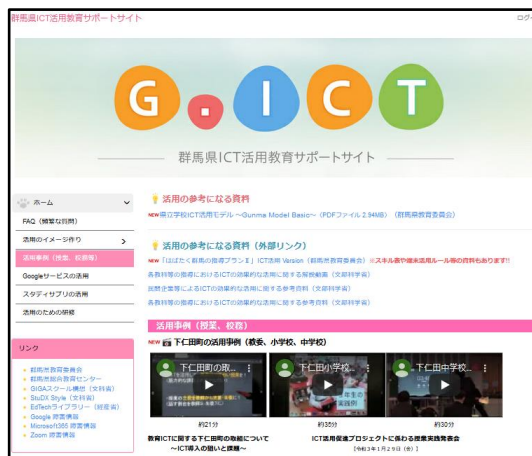 群馬県ICT活用教育サポートサイト
ログイ
G.ICT
群馬県ICT活用教育サポートサイト
ホーム
FAQ（頻繁な質問）
活用のイメージ作り
活用事例（授業、校務等）
Googleサービスの活用
スタディサプリの活用
活用のための研修
リンク
群馬県教育委員会
群馬県総合教育センター
GIGAスクール構想（文科省）
EduDX Style（文科省）
EdTechライブラリー（経産省）
Google 障害情報
Microsoft365 障害情報
Zoom 障害情報
活用の参考になる資料
NEW 県立学校ICT活用モデル ～Gunma Model Basic～（PDFファイル 2.94MB）（群馬県教育委員会）
活用の参考になる資料（外部リンク）
NEW「はばたく群馬の指導プランⅡ」ICT活用 Version（群馬県教育委員会）※スキル表や端末活用ルール等の資料もあります!!
各教科等の指導におけるICTの効果的な活用に関する解説動画（文部科学省）
民間企業等によるICTの効果的な活用に関する参考資料（文部科学省）
各教科等の指導におけるICTの効果的な活用に関する参考資料（文部科学省）
活用事例（授業、校務）
NEW 下仁田町の活用事例（教委、小学校、中学校）
下仁田町の取...
下仁田小学校...
下仁田中学校...
約21分
約35分
約30分
教育ICTに関する下仁田町の取組について
～ICT導入の狙いと課題～
ICT活用促進プロジェクトに係わる授業実践発表会
【令和3年1月29日（金）】